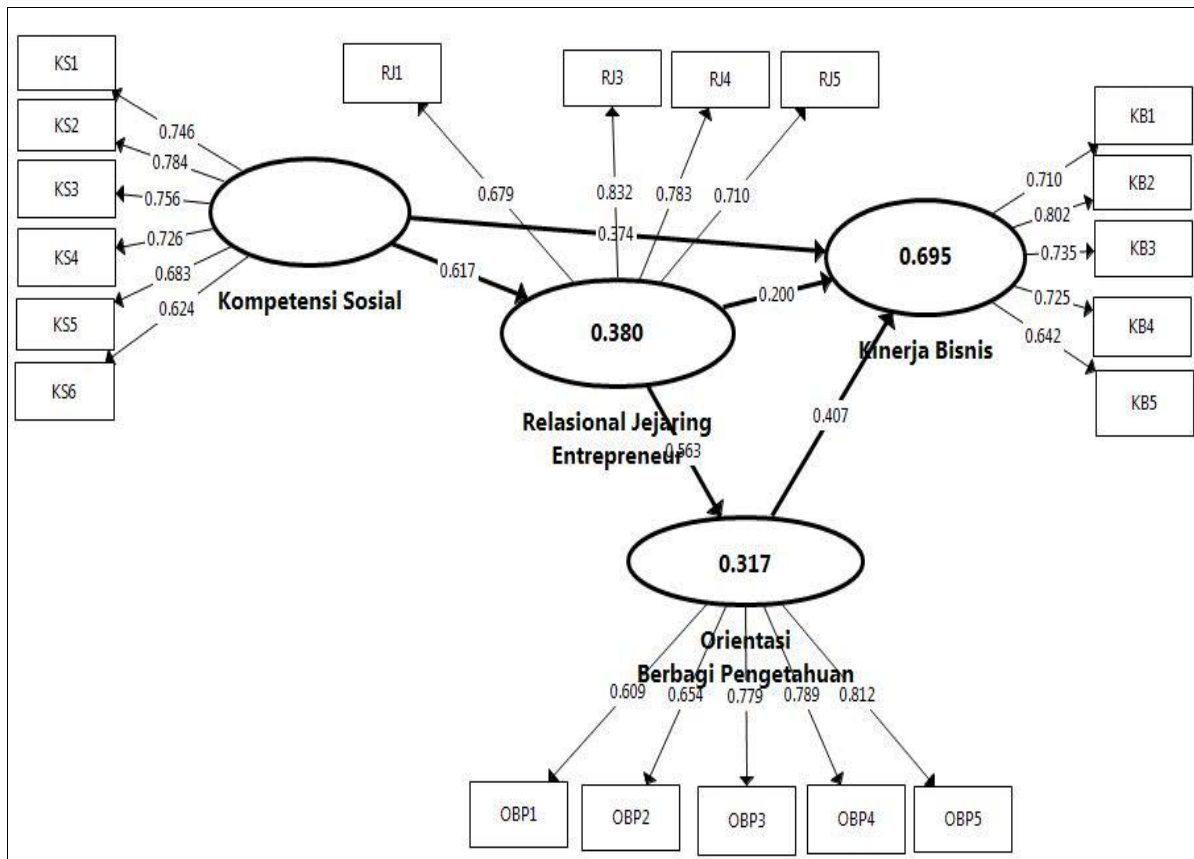 KS1
KS2
KS3
KS4
KS5
KS6
0.746
0.784
0.756
0.726
0.683
0.624
Kompetensi Sosial
RJ1
RJ3
RJ4
RJ5
0.679
0.832
0.783
0.710
0.374
0.617
0.380
Relasional Jejaring
Entrepreneur
0.200
0.563
0.695
Kinerja Bisnis
0.407
KB1
KB2
KB3
KB4
KB5
0.710
0.802
0.735
0.725
0.642
0.317
Orientasi
Berbagi Pengetahuan
0.609
0.654
0.779
0.789
0.812
OBP1
OBP2
OBP3
OBP4
OBP5